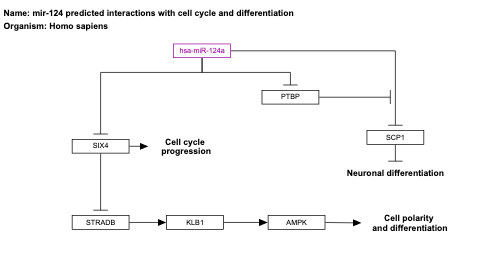 Name: mir-124 predicted interactions with cell cycle and differentiation
Organism: Homo sapiens
hsa-miR-124a
PTBP
SCP1
SIX4
Cell cycle
progression
Neuronal differentiation
STRADB
KLB1
AMPK
Cell polarity
and differentiation